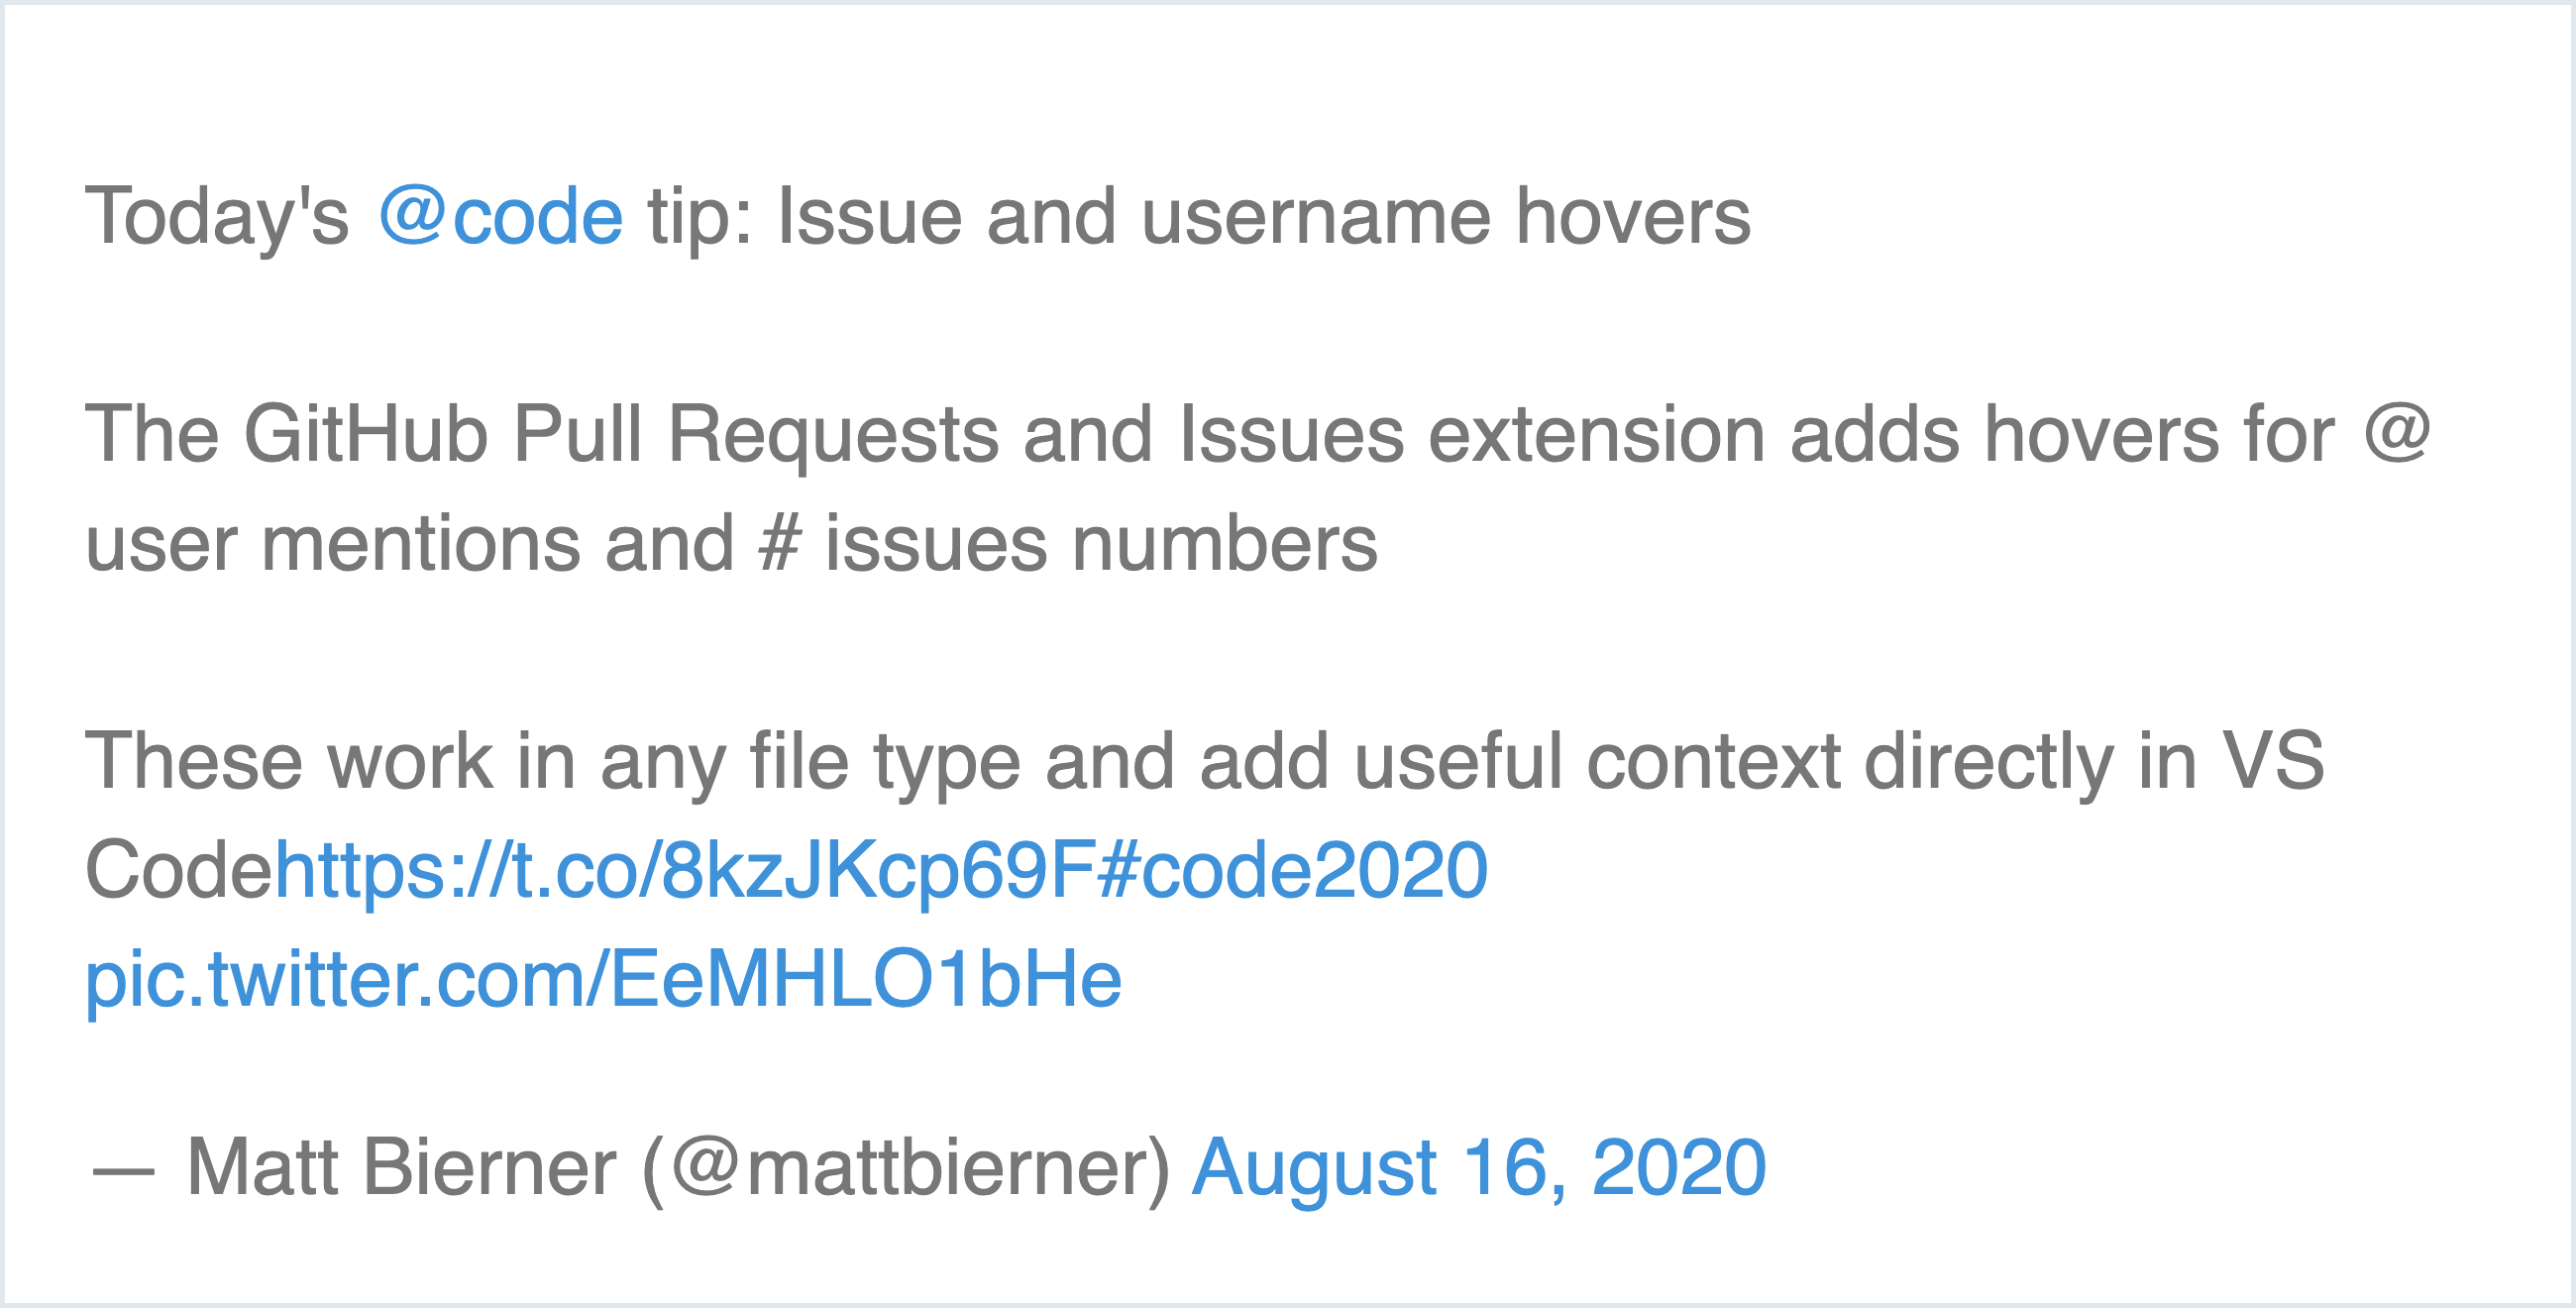 Today's @code tip: Issue and username hovers
The GitHub Pull Requests and Issues extension adds hovers for @
user mentions and # issues numbers
These work in any file type and add useful context directly in VS
Codehttps://t.co/8kzJKcp69F#code2020
pic.twitter.com/EeMHLO1bHe
— Matt Bierner (@mattbierner) August 16, 2020